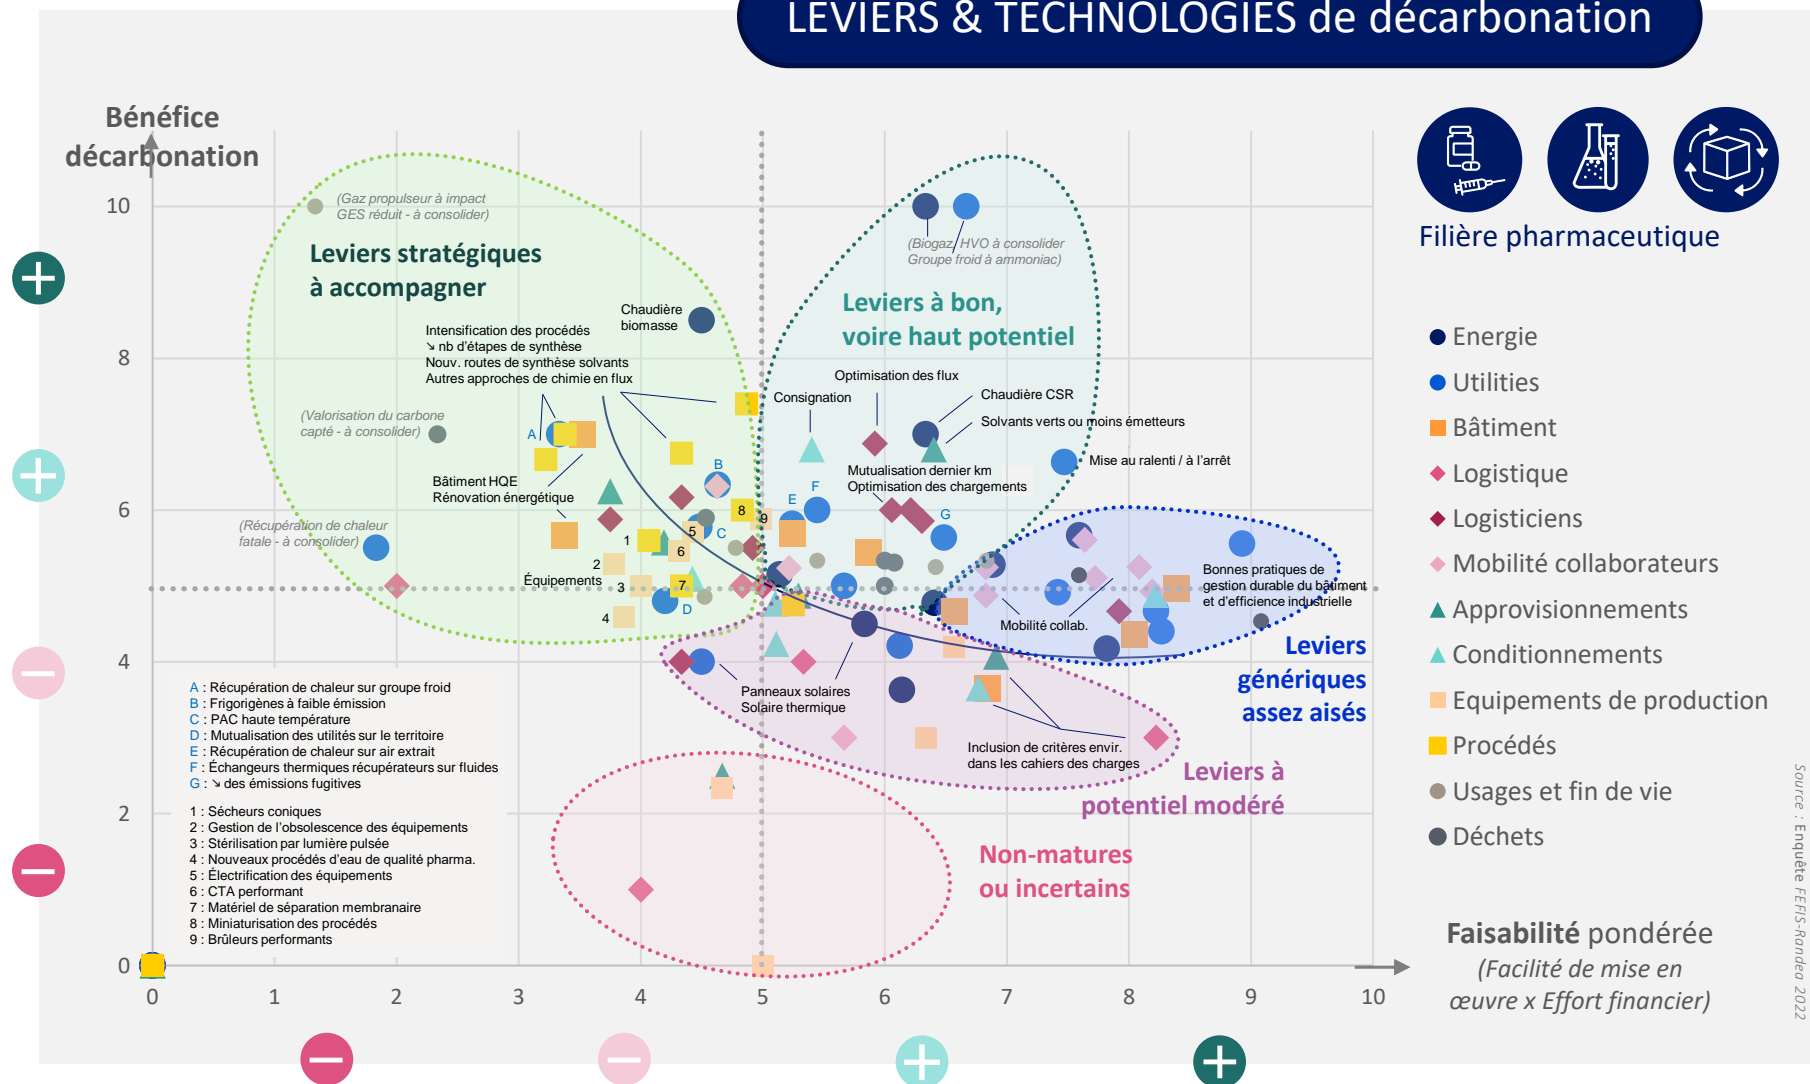 LEVIERS & TECHNOLOGIES de décarbonation
Bénéfice
décarbonation
10
8
6
4
2
0
0
1
2
3
4
5
6
7
8
9
10
(Gaz propulseur à impact
GES réduit - à consolider)
Leviers stratégiques
à accompagner
Chaudière
biomasse
Intensification des procédés
↘ nb d'étapes de synthèse
Nouv. routes de synthèse solvants
Autres approches de chimie en flux
(Valorisation du carbone
capté - à consolider)
A
Bâtiment HQE
Rénovation énergétique
(Récupération de chaleur
fatale - à consolider)
B
C
D
1
2
Équipements
3
4
5
6
7
8
9
(Biogaz, HVO à consolider
Groupe froid à ammoniac)
Leviers à bon,
voire haut potentiel
Optimisation des flux
Consignation
Chaudière CSR
Solvants verts ou moins émetteurs
Mutualisation dernier km
Optimisation des chargements
Mise au ralenti / à l'arrêt
E
F
G
Bonnes pratiques de
gestion durable du bâtiment
et d'efficience industrielle
Mobilité collab.
Leviers
génériques
assez aisés
Panneaux solaires
Solaire thermique
Inclusion de critères envir.
dans les cahiers des charges
Leviers à
potentiel modéré
Non-matures
ou incertains
A : Récupération de chaleur sur groupe froid
B : Frigorigènes à faible émission
C : PAC haute température
D : Mutualisation des utilités sur le territoire
E : Récupération de chaleur sur air extrait
F : Échangeurs thermiques récupérateurs sur fluides
G : ↘ des émissions fugitives
1 : Sécheurs coniques
2 : Gestion de l'obsolescence des équipements
3 : Stérilisation par lumière pulsée
4 : Nouveaux procédés d'eau de qualité pharma.
5 : Électrification des équipements
6 : CTA performant
7 : Matériel de séparation membranaire
8 : Miniaturisation des procédés
9 : Brûleurs performants
Filière pharmaceutique
Energie
Utilities
Bâtiment
Logistique
Logisticiens
Mobilité collaborateurs
Approvisionnements
Conditionnements
Equipements de production
Procédés
Usages et fin de vie
Déchets
Faisabilité pondérée
(Facilité de mise en
œuvre x Effort financier)
Source : Enquête FEFIS-Randea 2022